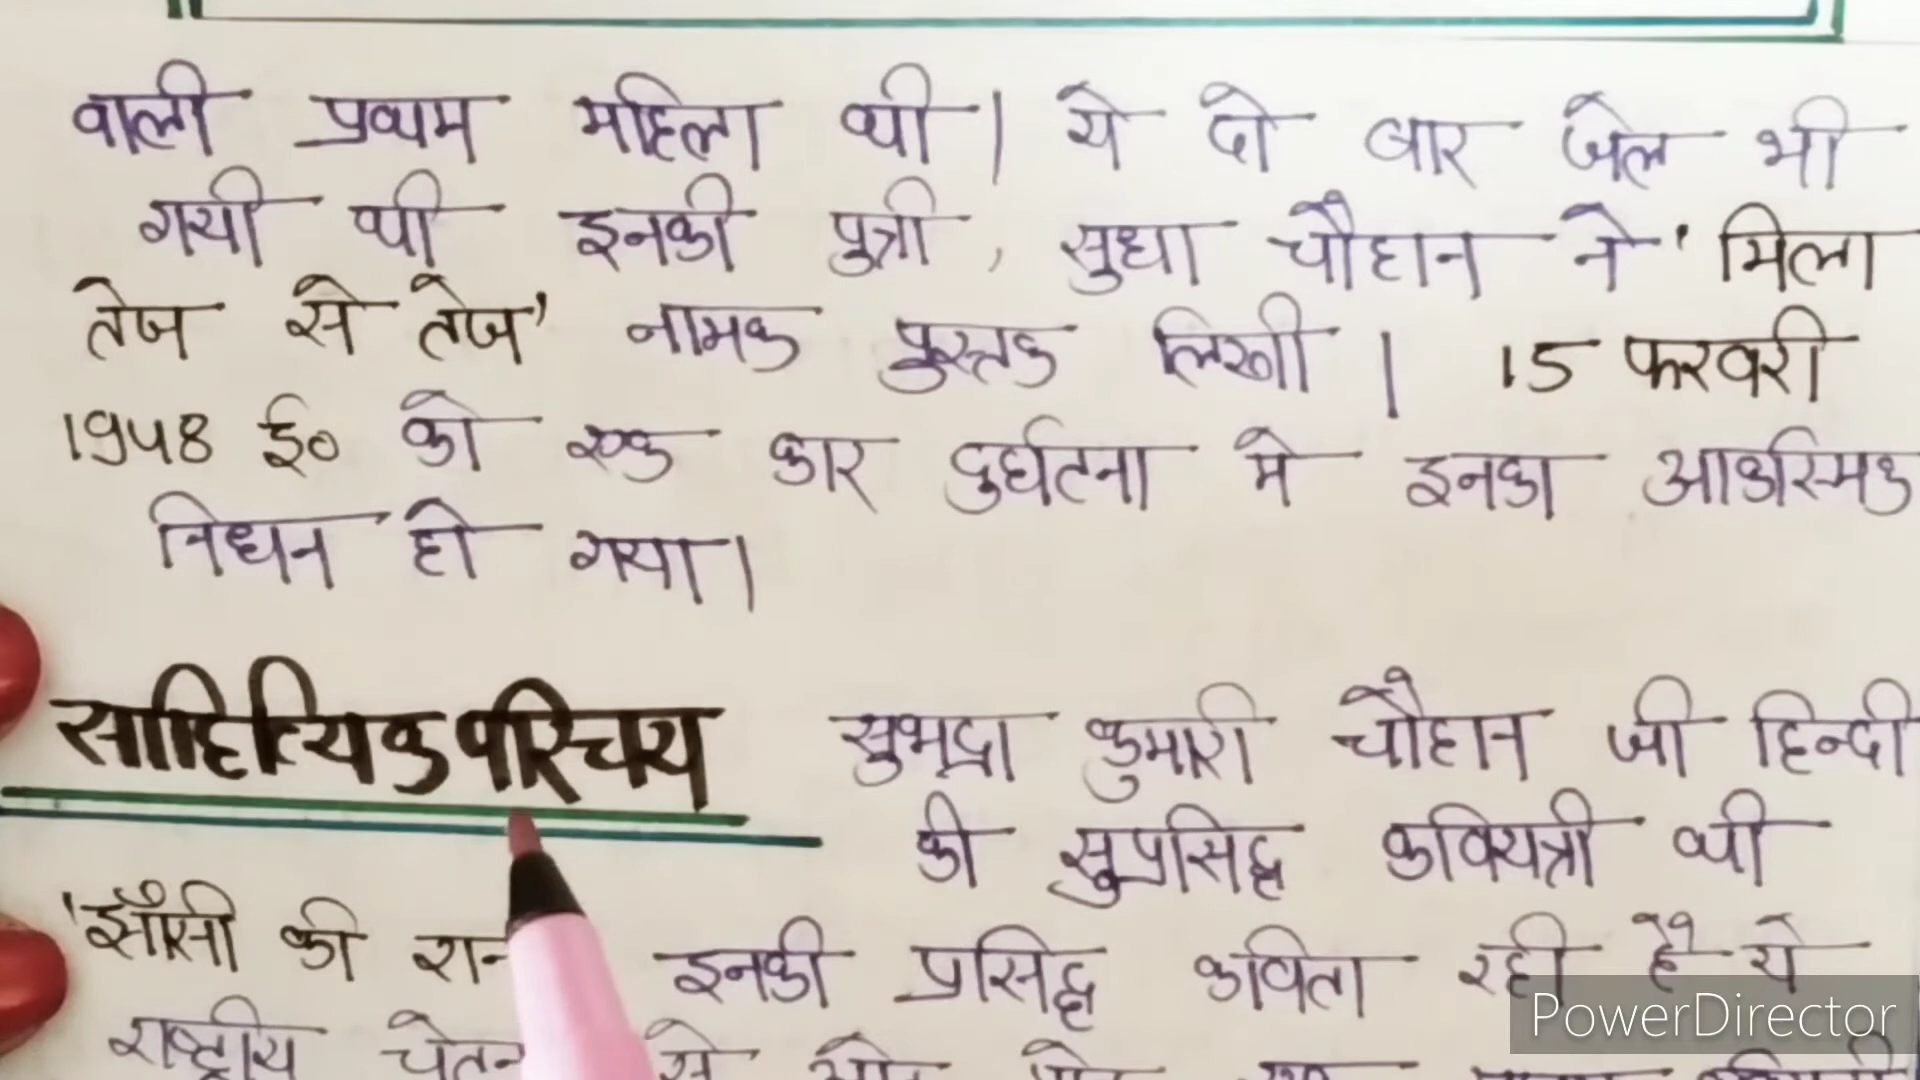 वाली प्रथम महिला थी। ये दो बार जेल भी
गयी थी इनकी पुत्री, सुधा चौहान ने 'मिला
तेज से तेज' नामक पुस्तक लिखी। 15 फरवरी
1948 ई० को एक कार दुर्घटना मे इनका आकस्मिक
निधन हो गया।
साहित्यिक परिचय सुभद्रा कुमारी चौहान जी हिन्दी
की सुप्रसिद्ध कवियत्री थी
'झाँसी की इनकी प्रसिद्ध कविता रही है ये
राष्ट्रीय से
PowerDirector